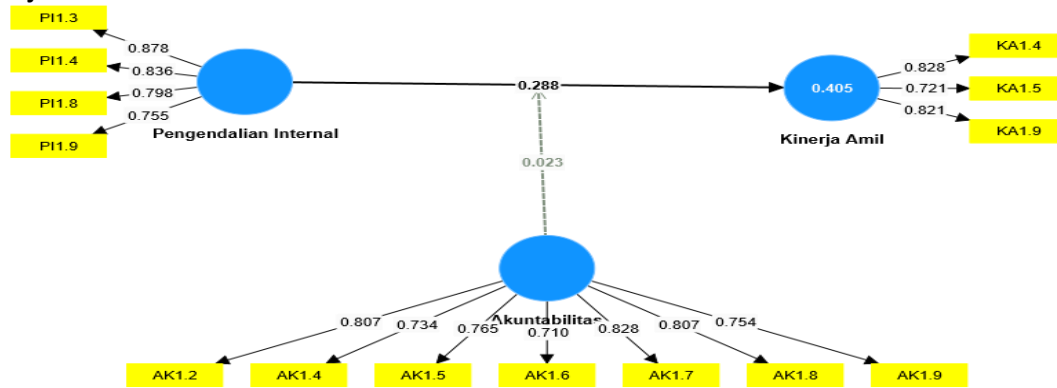 PI1.3
PI1.4
PI1.8
PI1.9
0.878
0.836
0.798
0.755
Pengendalian Internal
0.288
0.023
0.405
Kinerja Amil
0.828
0.721
0.821
KA1.4
KA1.5
KA1.9
Akuntabilitas
0.807
0.734
0.765
0.710
0.828
0.807
0.754
AK1.2
AK1.4
AK1.5
AK1.6
AK1.7
AK1.8
AK1.9